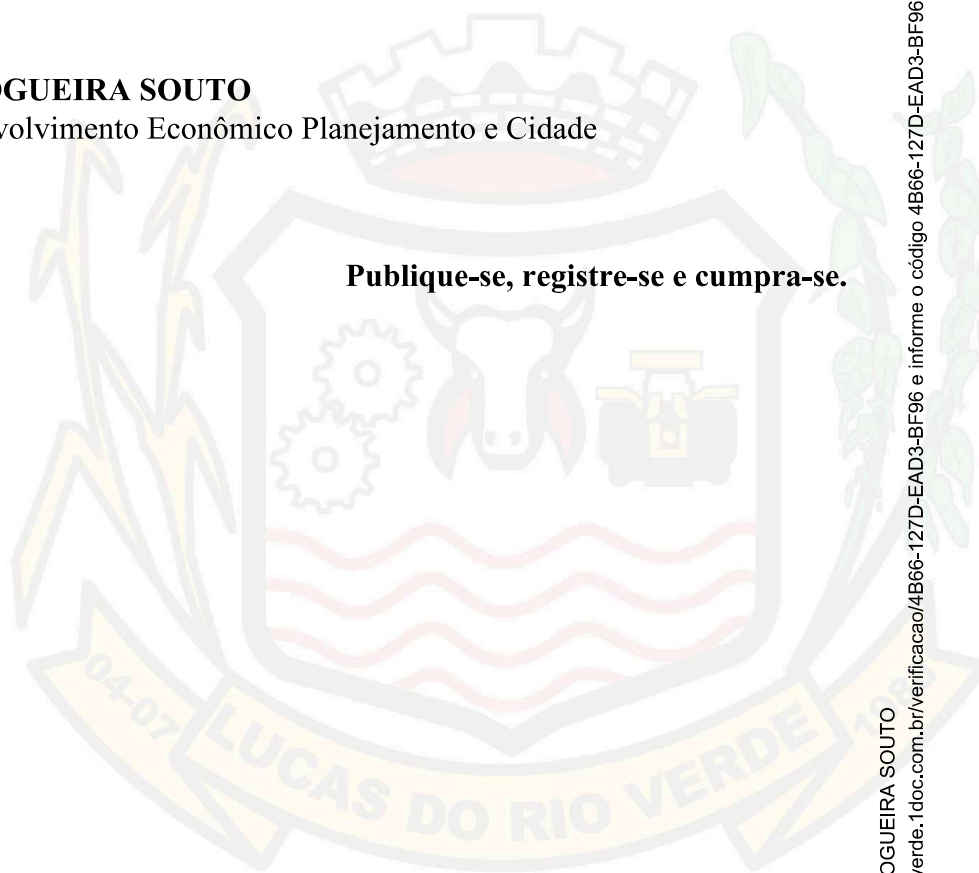 OGUEIRA SOUTO
volvimento Econômico Planejamento e Cidade
Publique-se, registre-se e cumpra-se.
04-07
LUCAS DO RIO VERDE
OGUEIRA SOUTO
verde.1doc.com.br/verificacao/4B66-127D-EAD3-BF96 e informe o código 4B66-127D-EAD3-BF96